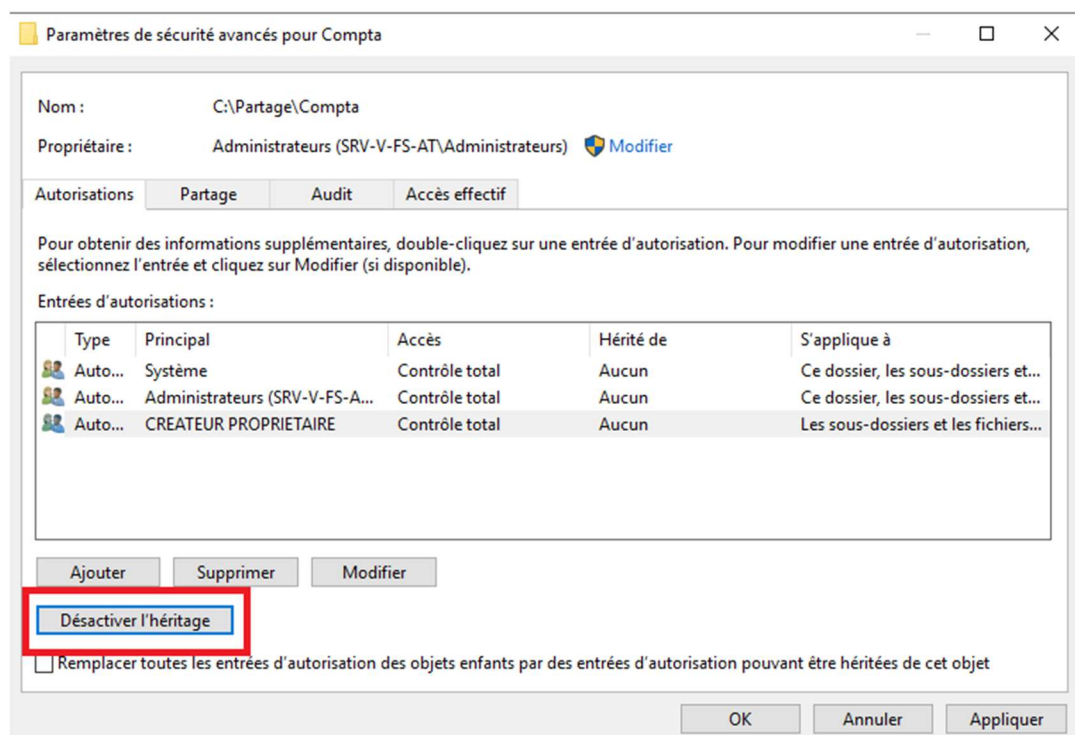 Paramètres de sécurité avancés pour Compta
Nom : C:\Partage\Compta
Propriétaire : Administrateurs (SRV-V-FS-AT\Administrateurs) Modifier
Autorisations Partage Audit Accès effectif
Pour obtenir des informations supplémentaires, double-cliquez sur une entrée d'autorisation. Pour modifier une entrée d'autorisation,
sélectionnez l'entrée et cliquez sur Modifier (si disponible).
Entrées d'autorisations :
Type Principal Accès Hérité de S'applique à
Auto... Système Contrôle total Aucun Ce dossier, les sous-dossiers et...
Auto... Administrateurs (SRV-V-FS-A... Contrôle total Aucun Ce dossier, les sous-dossiers et...
Auto... CREATEUR PROPRIETAIRE Contrôle total Aucun Les sous-dossiers et les fichiers...
Ajouter Supprimer Modifier
Désactiver l'héritage
Remplacer toutes les entrées d'autorisation des objets enfants par des entrées d'autorisation pouvant être héritées de cet objet
OK Annuler Appliquer